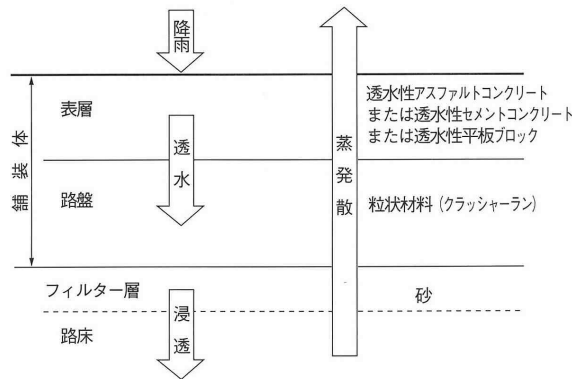 降雨
舗装体
表層
透水
蒸発散
透水性アスファルトコンクリート
または透水性セメントコンクリート
または透水性平板ブロック
路盤
粒状材料（クラッシャーラン）
フィルター層
砂
浸透
路床